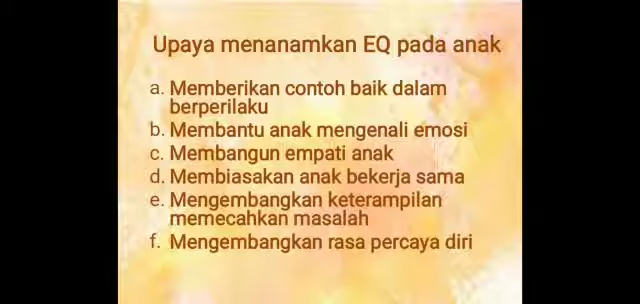 Upaya menanamkan EQ pada anak
a. Memberikan contoh baik dalam
berperilaku
b. Membantu anak mengenali emosi
c. Membangun empati anak
d. Membiasakan anak bekerja sama
e. Mengembangkan keterampilan
memecahkan masalah
f. Mengembangkan rasa percaya diri